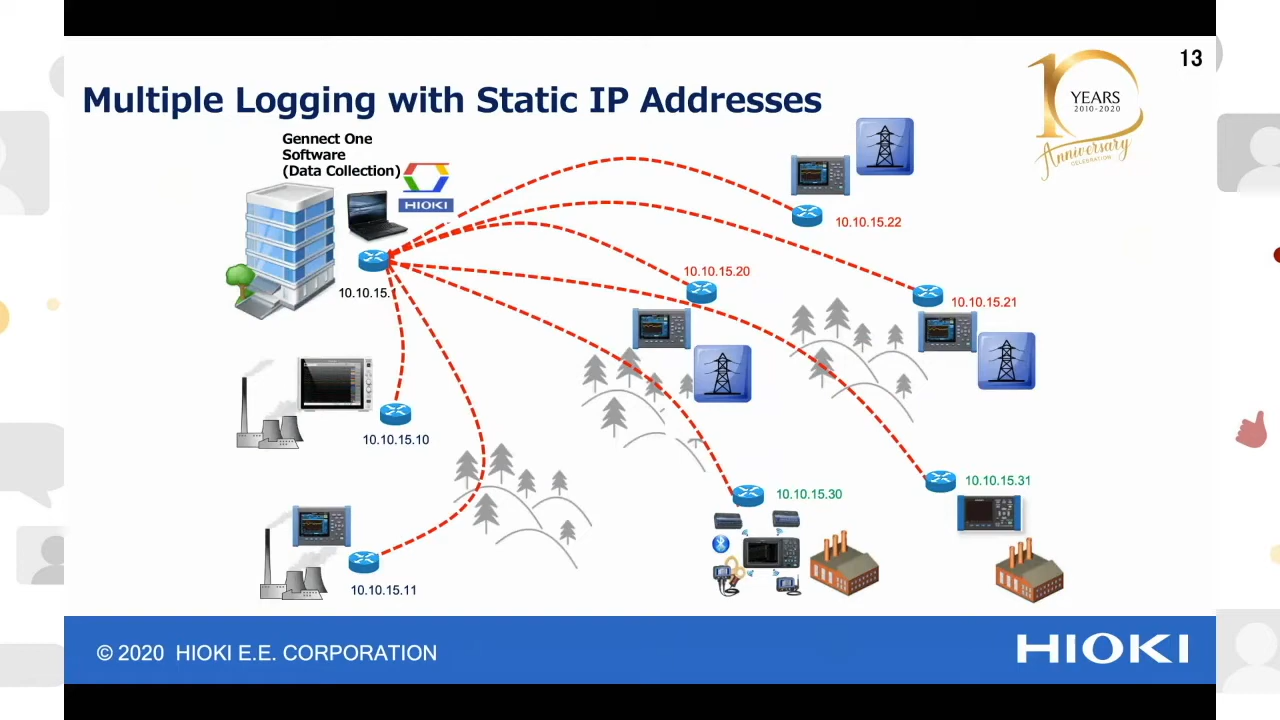 13
Multiple Logging with Static IP Addresses
10 YEARS
2010-2020
Anniversary
CELEBRATION
Gennect One
Software
(Data Collection)
HIOKI
10.10.15.1
10.10.15.22
10.10.15.20
10.10.15.21
10.10.15.10
10.10.15.30
10.10.15.31
10.10.15.11
© 2020 HIOKI E.E. CORPORATION
HIOKI